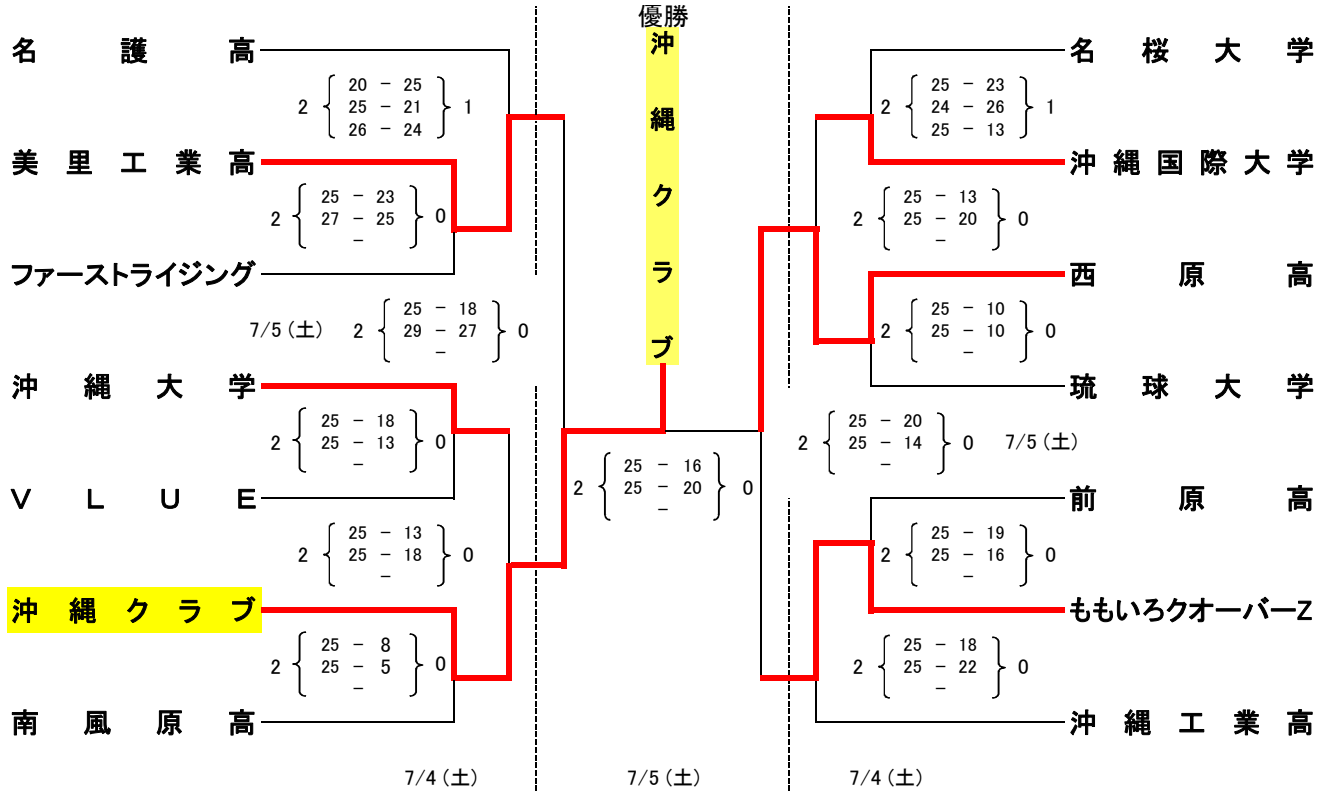 優勝
沖縄クラブ
名護高
2 20 - 25 1
25 - 21
26 - 24
美里工業高
2 25 - 23 0
27 - 25
-
ファーストライジング
7/5(土) 2 25 - 18 0
29 - 27
-
沖縄大学
2 25 - 18 0
25 - 13
-
VLUE
2 25 - 13 0
25 - 18
-
沖縄クラブ
2 25 - 8 0
25 - 5
-
南風原高
7/4(土)
2 25 - 16 0
25 - 20
-
7/5(土)
名桜大学
2 25 - 23 1
24 - 26
25 - 13
沖縄国際大学
2 25 - 13 0
25 - 20
-
西原高
2 25 - 10 0
25 - 10
-
琉球大学
2 25 - 20 0 7/5(土)
25 - 14
-
前原高
2 25 - 19 0
25 - 16
-
ももいろクオーバーZ
2 25 - 18 0
25 - 22
-
沖縄工業高
7/4(土)